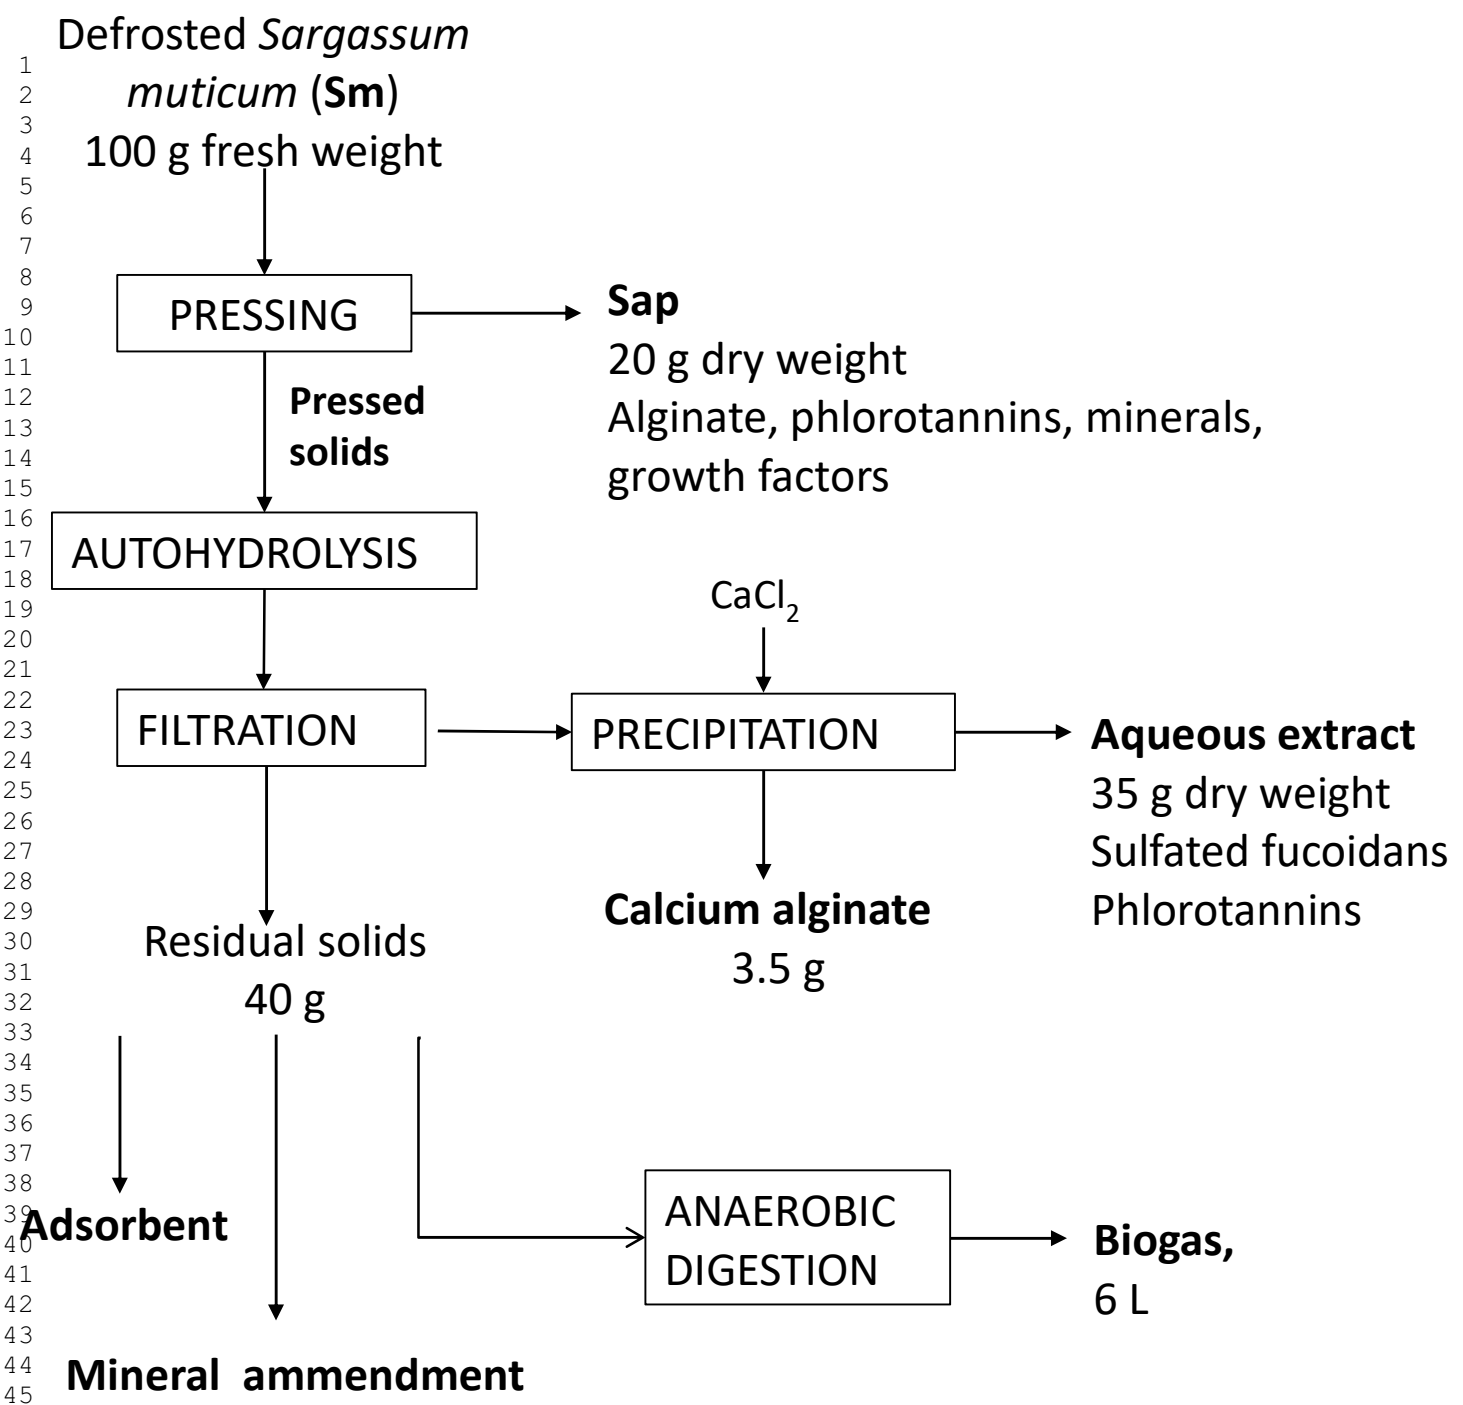 Defrosted Sargassum
muticum (Sm)
100 g fresh weight
PRESSING
Sap
20 g dry weight
Alginate, phlorotannins, minerals,
growth factors
Pressed
solids
AUTOHYDROLYSIS
CaCl₂
FILTRATION
PRECIPITATION
Aqueous extract
35 g dry weight
Sulfated fucoidans
Phlorotannins
Calcium alginate
3.5 g
Residual solids
40 g
Adsorbent
ANAEROBIC
DIGESTION
Biogas,
6 L
Mineral ammendment
1
2
3
4
5
6
7
8
9
10
11
12
13
14
15
16
17
18
19
20
21
22
23
24
25
26
27
28
29
30
31
32
33
34
35
36
37
38
39
40
41
42
43
44
45